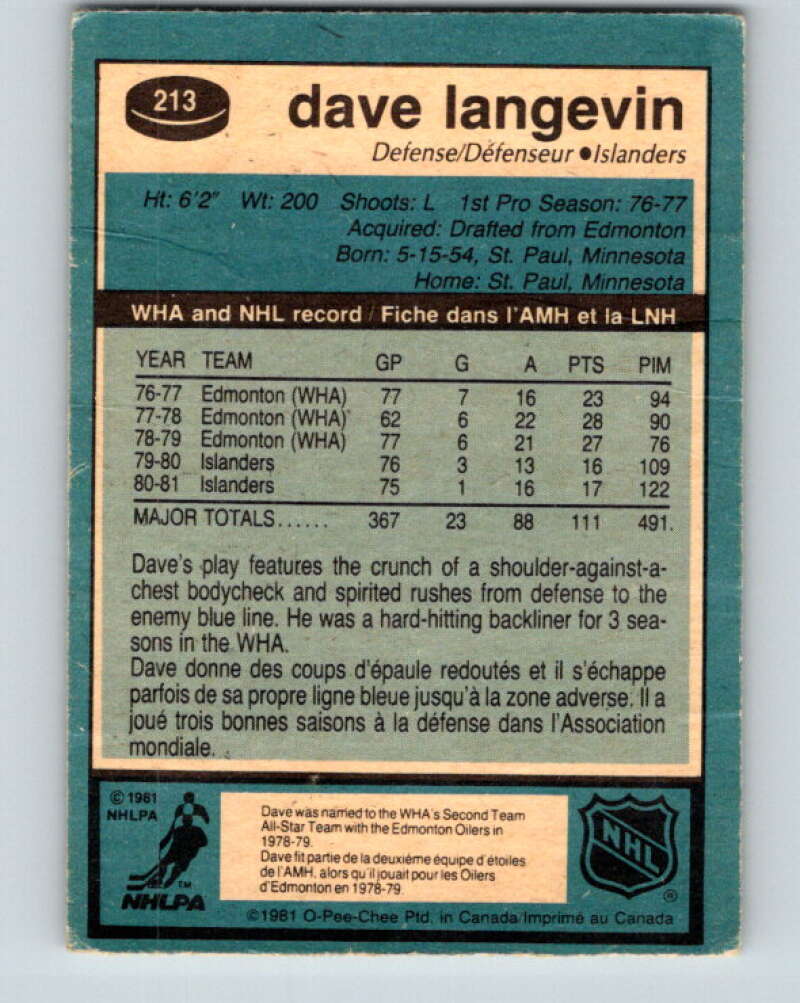 213
dave langevin
Defense/Défenseur ●Islanders
Ht: 6'2" Wt: 200 Shoots: L 1st Pro Season: 76-77
Acquired: Drafted from Edmonton
Born: 5-15-54, St. Paul, Minnesota
Home: St. Paul, Minnesota
WHA and NHL record / Fiche dans l'AMH et la LNH
YEAR TEAM GP G A PTS PIM
76-77 Edmonton (WHA) 77 7 16 23 94
77-78 Edmonton (WHA) 62 6 22 28 90
78-79 Edmonton (WHA) 77 6 21 27 76
79-80 Islanders 76 3 13 16 109
80-81 Islanders 75 1 16 17 122
MAJOR TOTALS...... 367 23 88 111 491.
Dave's play features the crunch of a shoulder-against-a-
chest bodycheck and spirited rushes from defense to the
enemy blue line. He was a hard-hitting backliner for 3 sea-
sons in the WHA.
Dave donne des coups d'épaule redoutés et il s'échappe
parfois de sa propre ligne bleue jusqu'à la zone adverse. Il a
joué trois bonnes saisons à la défense dans l'Association
mondiale.
© 1981
NHLPA
TM
NHLPA
Dave was named to the WHA's Second Team
All-Star Team with the Edmonton Oilers in
1978-79.
Dave fit partie de la deuxième équipe d'étoiles
de l'AMH, alors qu'il jouait pour les Oilers
d'Edmonton en 1978-79.
NHL
®
©1981 O-Pee-Chee Ptd. in Canada/Imprimé au Canada